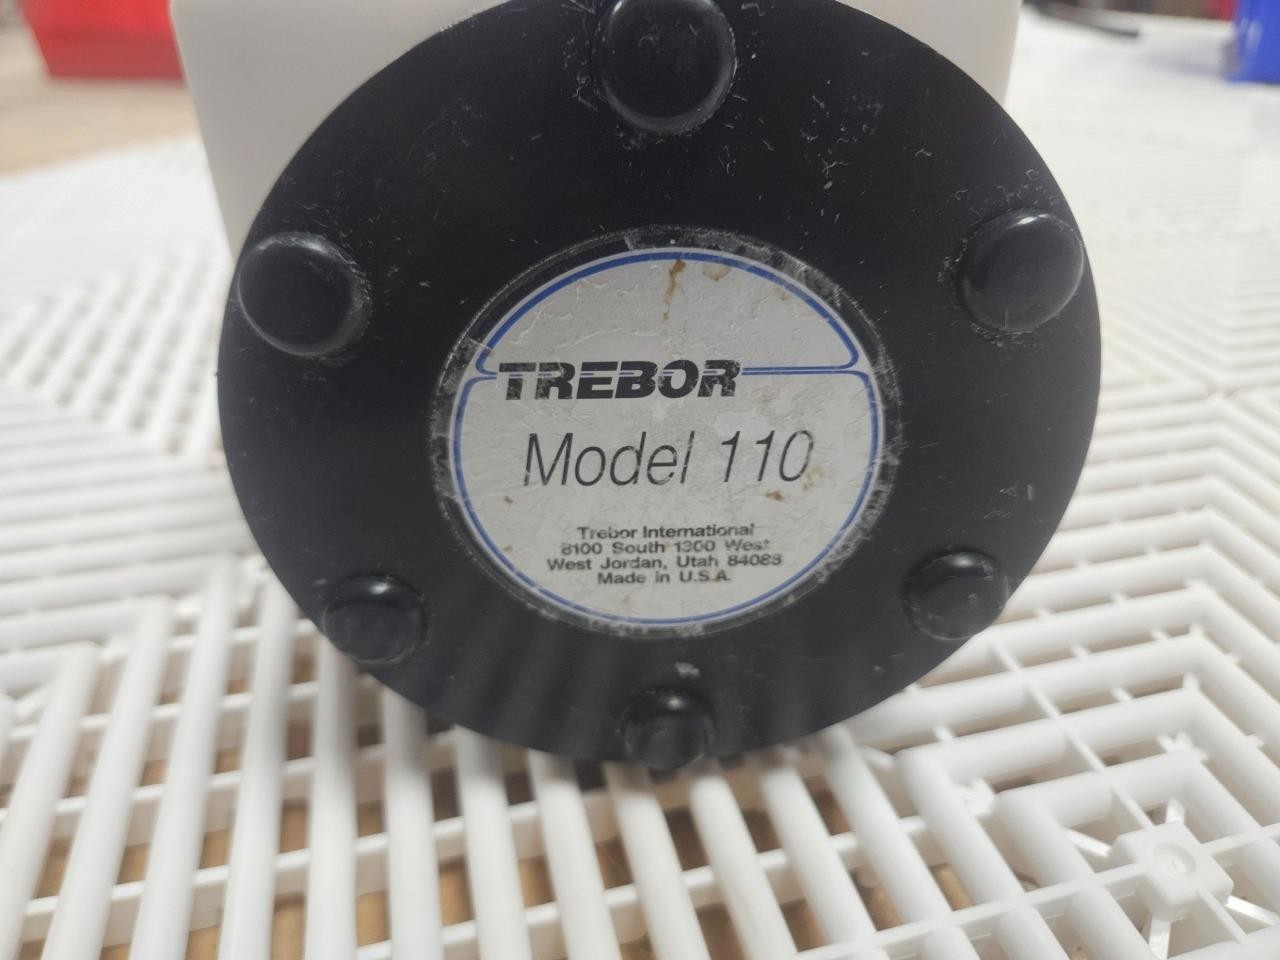 TREBOR
Model 110
Trebor International
8100 South 1300 West
West Jordan, Utah 84088
Made in U.S.A.